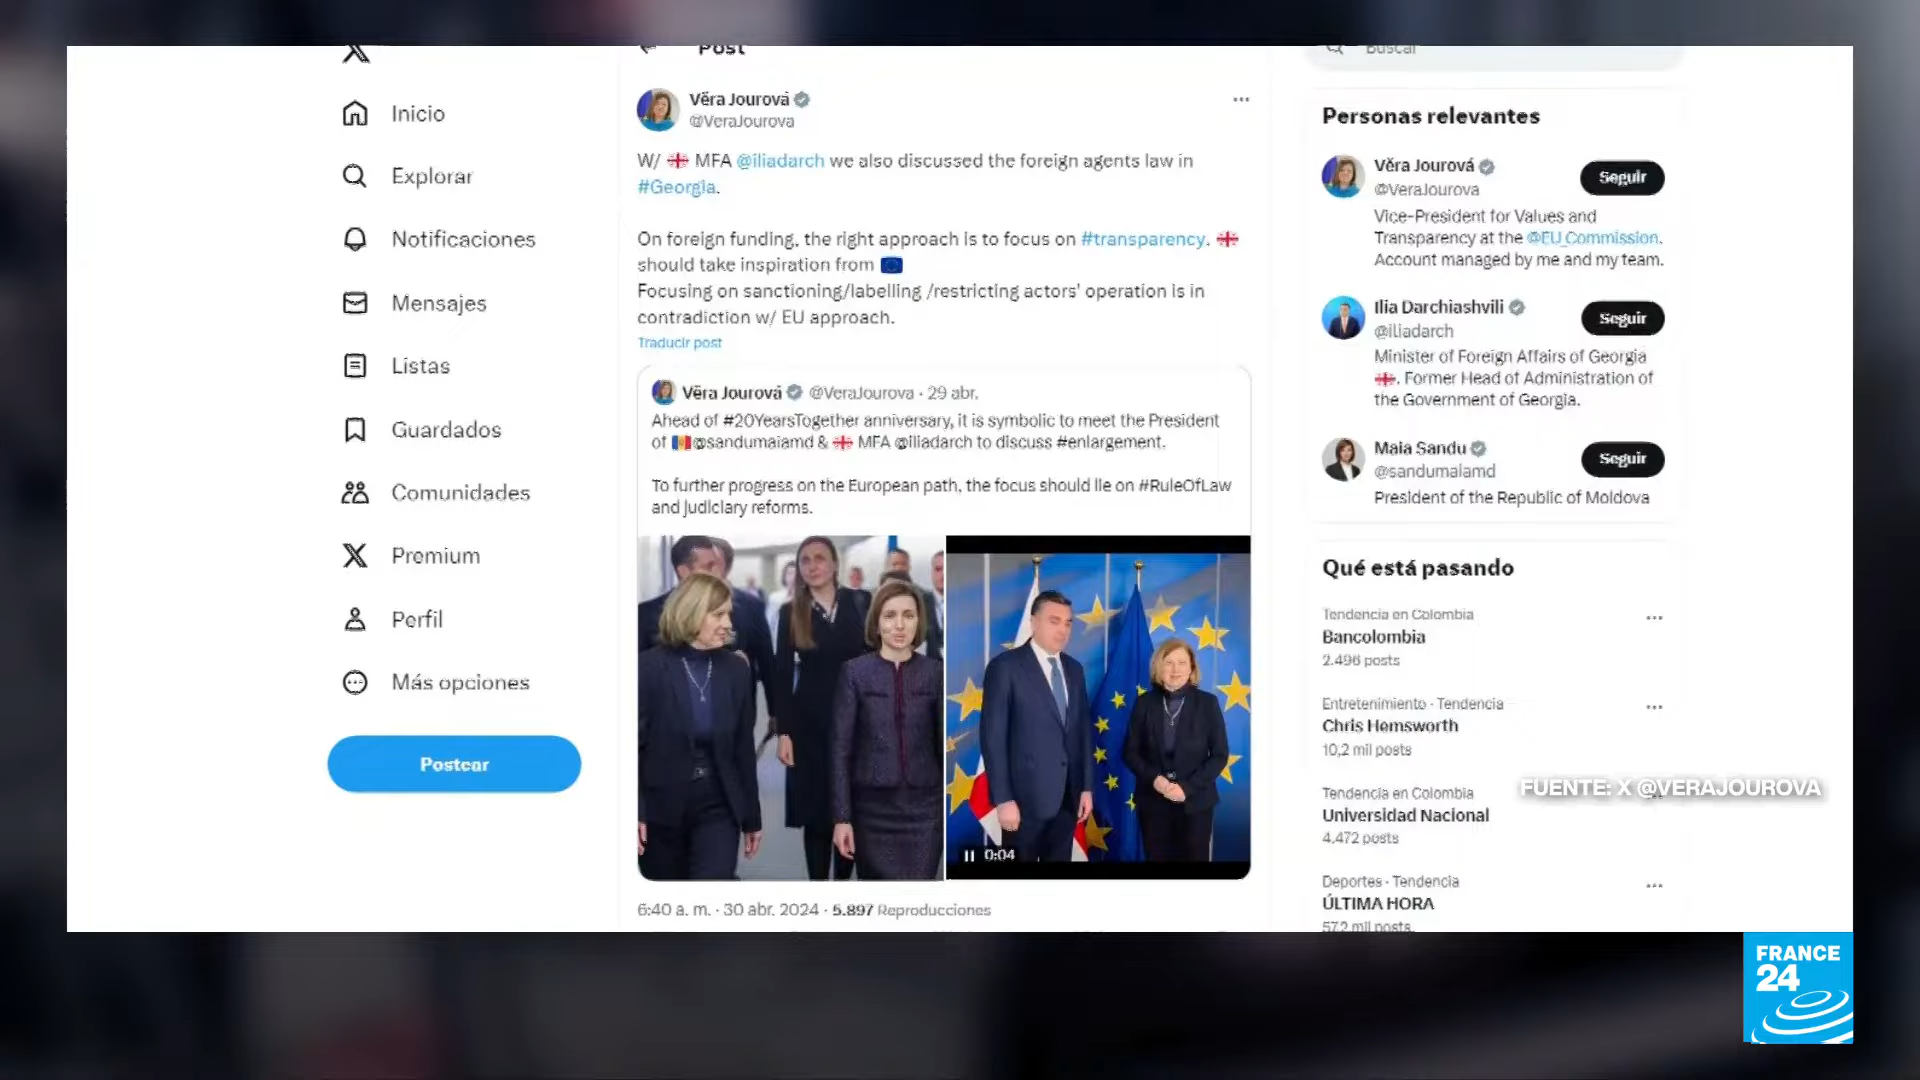 Post
Buscar
Inicio
Explorar
Notificaciones
Mensajes
Listas
Guardados
Comunidades
Premium
Perfil
Más opciones
Postear
Věra Jourová
@VeraJourova
W/ 🇬🇪 MFA @iliadarch we also discussed the foreign agents law in
#Georgia.
On foreign funding, the right approach is to focus on #transparency. 🇬🇪
should take inspiration from 🇪🇺
Focusing on sanctioning/labelling /restricting actors' operation is in
contradiction w/ EU approach.
Traducir post
Věra Jourová @VeraJourova · 29 abr.
Ahead of #20YearsTogether anniversary, it is symbolic to meet the President
of 🇲🇩@sandumaiamd & 🇬🇪 MFA @iliadarch to discuss #enlargement.
To further progress on the European path, the focus should lie on #RuleOfLaw
and judiciary reforms.
0:04
6:40 a. m. · 30 abr. 2024 · 5.897 Reproducciones
Personas relevantes
Věra Jourová
@VeraJourova
Seguir
Vice-President for Values and
Transparency at the @EU_Commission.
Account managed by me and my team.
Ilia Darchiashvili
@iliadarch
Seguir
Minister of Foreign Affairs of Georgia
🇬🇪. Former Head of Administration of
the Government of Georgia.
Maia Sandu
@sandumaiamd
Seguir
President of the Republic of Moldova
Qué está pasando
Tendencia en Colombia
Bancolombia
2.496 posts
Entretenimiento · Tendencia
Chris Hemsworth
10,2 mil posts
Tendencia en Colombia
Universidad Nacional
4.472 posts
Deportes · Tendencia
ÚLTIMA HORA
57,2 mil posts
FUENTE: X @VERAJOUROVA
FRANCE
24